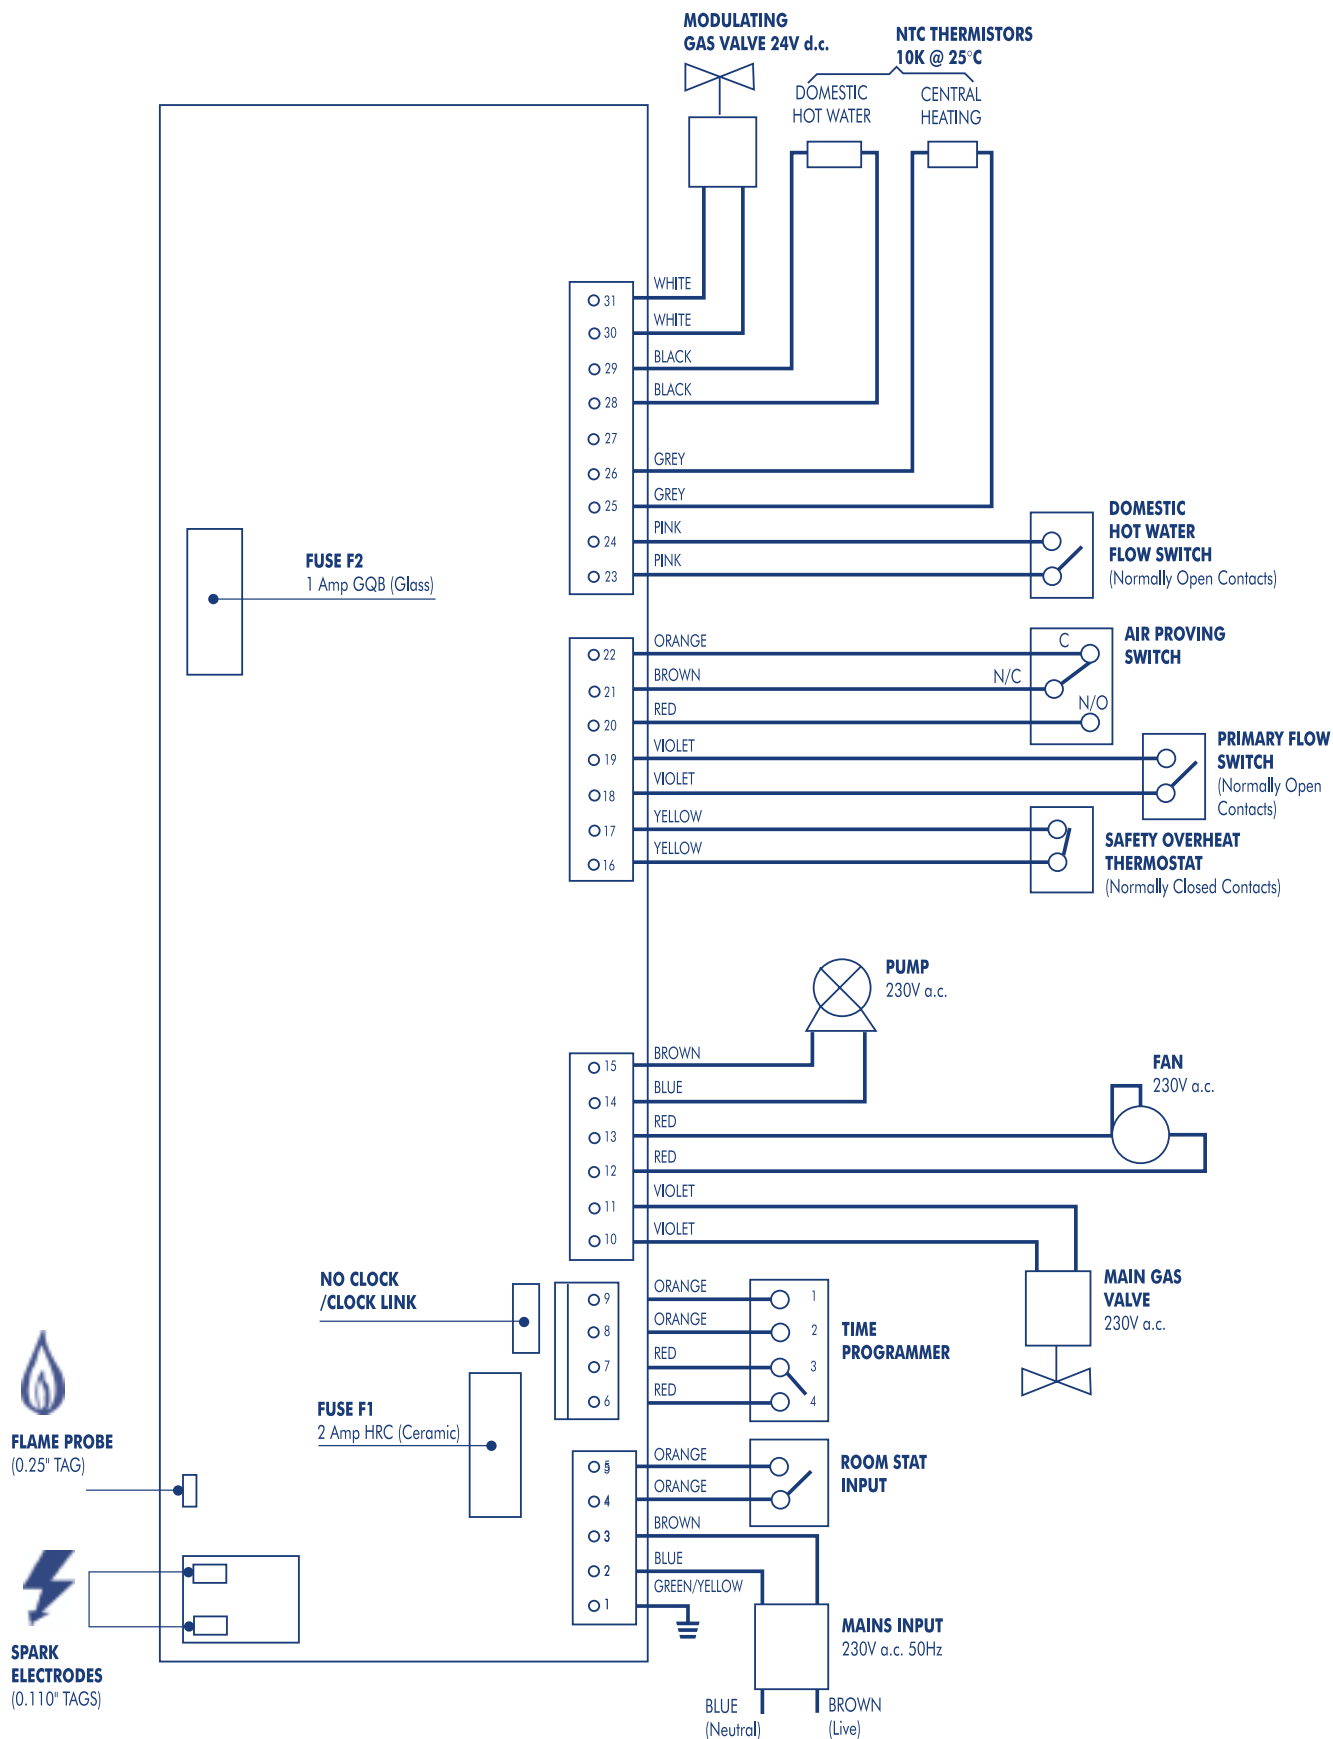 MODULATING
GAS VALVE 24V d.c.
NTC THERMISTORS
10K @ 25°C
DOMESTIC
HOT WATER
CENTRAL
HEATING
31 WHITE
30 WHITE
29 BLACK
28 BLACK
27
26 GREY
25 GREY
24 PINK
23 PINK
DOMESTIC
HOT WATER
FLOW SWITCH
(Normally Open Contacts)
FUSE F2
1 Amp GQB (Glass)
22 ORANGE
21 BROWN
20 RED
19 VIOLET
18 VIOLET
17 YELLOW
16 YELLOW
C
N/C
N/O
AIR PROVING
SWITCH
PRIMARY FLOW
SWITCH
(Normally Open
Contacts)
SAFETY OVERHEAT
THERMOSTAT
(Normally Closed Contacts)
PUMP
230V a.c.
15 BROWN
14 BLUE
13 RED
12 RED
11 VIOLET
10 VIOLET
FAN
230V a.c.
MAIN GAS
VALVE
230V a.c.
NO CLOCK
/CLOCK LINK
9 ORANGE 1
8 ORANGE 2
7 RED 3
6 RED 4
TIME
PROGRAMMER
FUSE F1
2 Amp HRC (Ceramic)
FLAME PROBE
(0.25" TAG)
5 ORANGE
4 ORANGE
3 BROWN
2 BLUE
1 GREEN/YELLOW
ROOM STAT
INPUT
MAINS INPUT
230V a.c. 50Hz
SPARK
ELECTRODES
(0.110" TAGS)
BLUE
(Neutral)
BROWN
(Live)